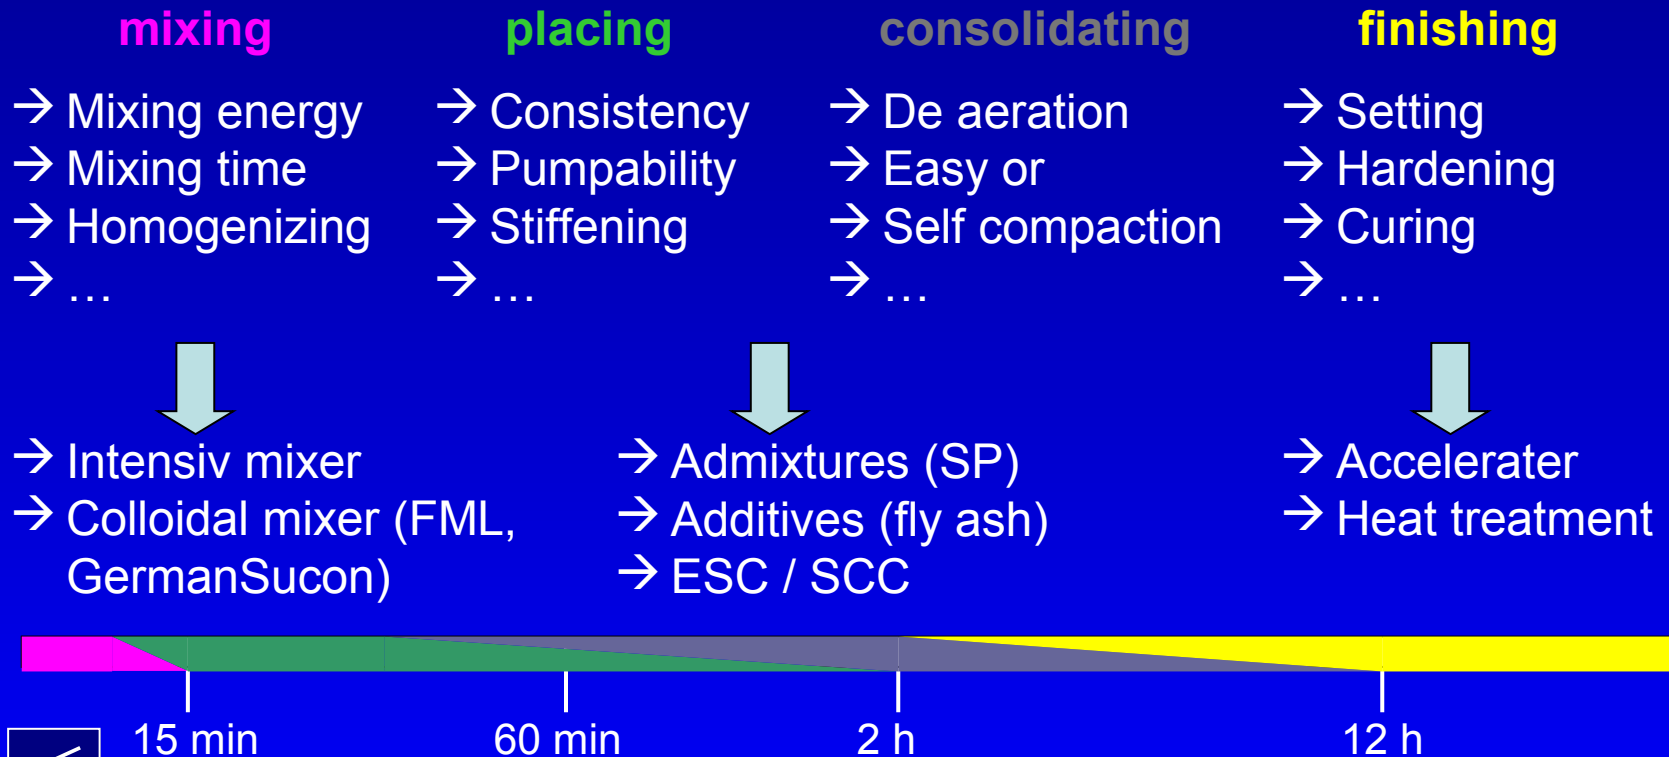 mixing
placing
consolidating
finishing
→ Mixing energy
→ Mixing time
→ Homogenizing
→ …
→ Consistency
→ Pumpability
→ Stiffening
→ …
→ De aeration
→ Easy or
→ Self compaction
→ …
→ Setting
→ Hardening
→ Curing
→ …
→ Intensiv mixer
→ Colloidal mixer (FML,
GermanSucon)
→ Admixtures (SP)
→ Additives (fly ash)
→ ESC / SCC
→ Accelerater
→ Heat treatment
15 min
60 min
2 h
12 h